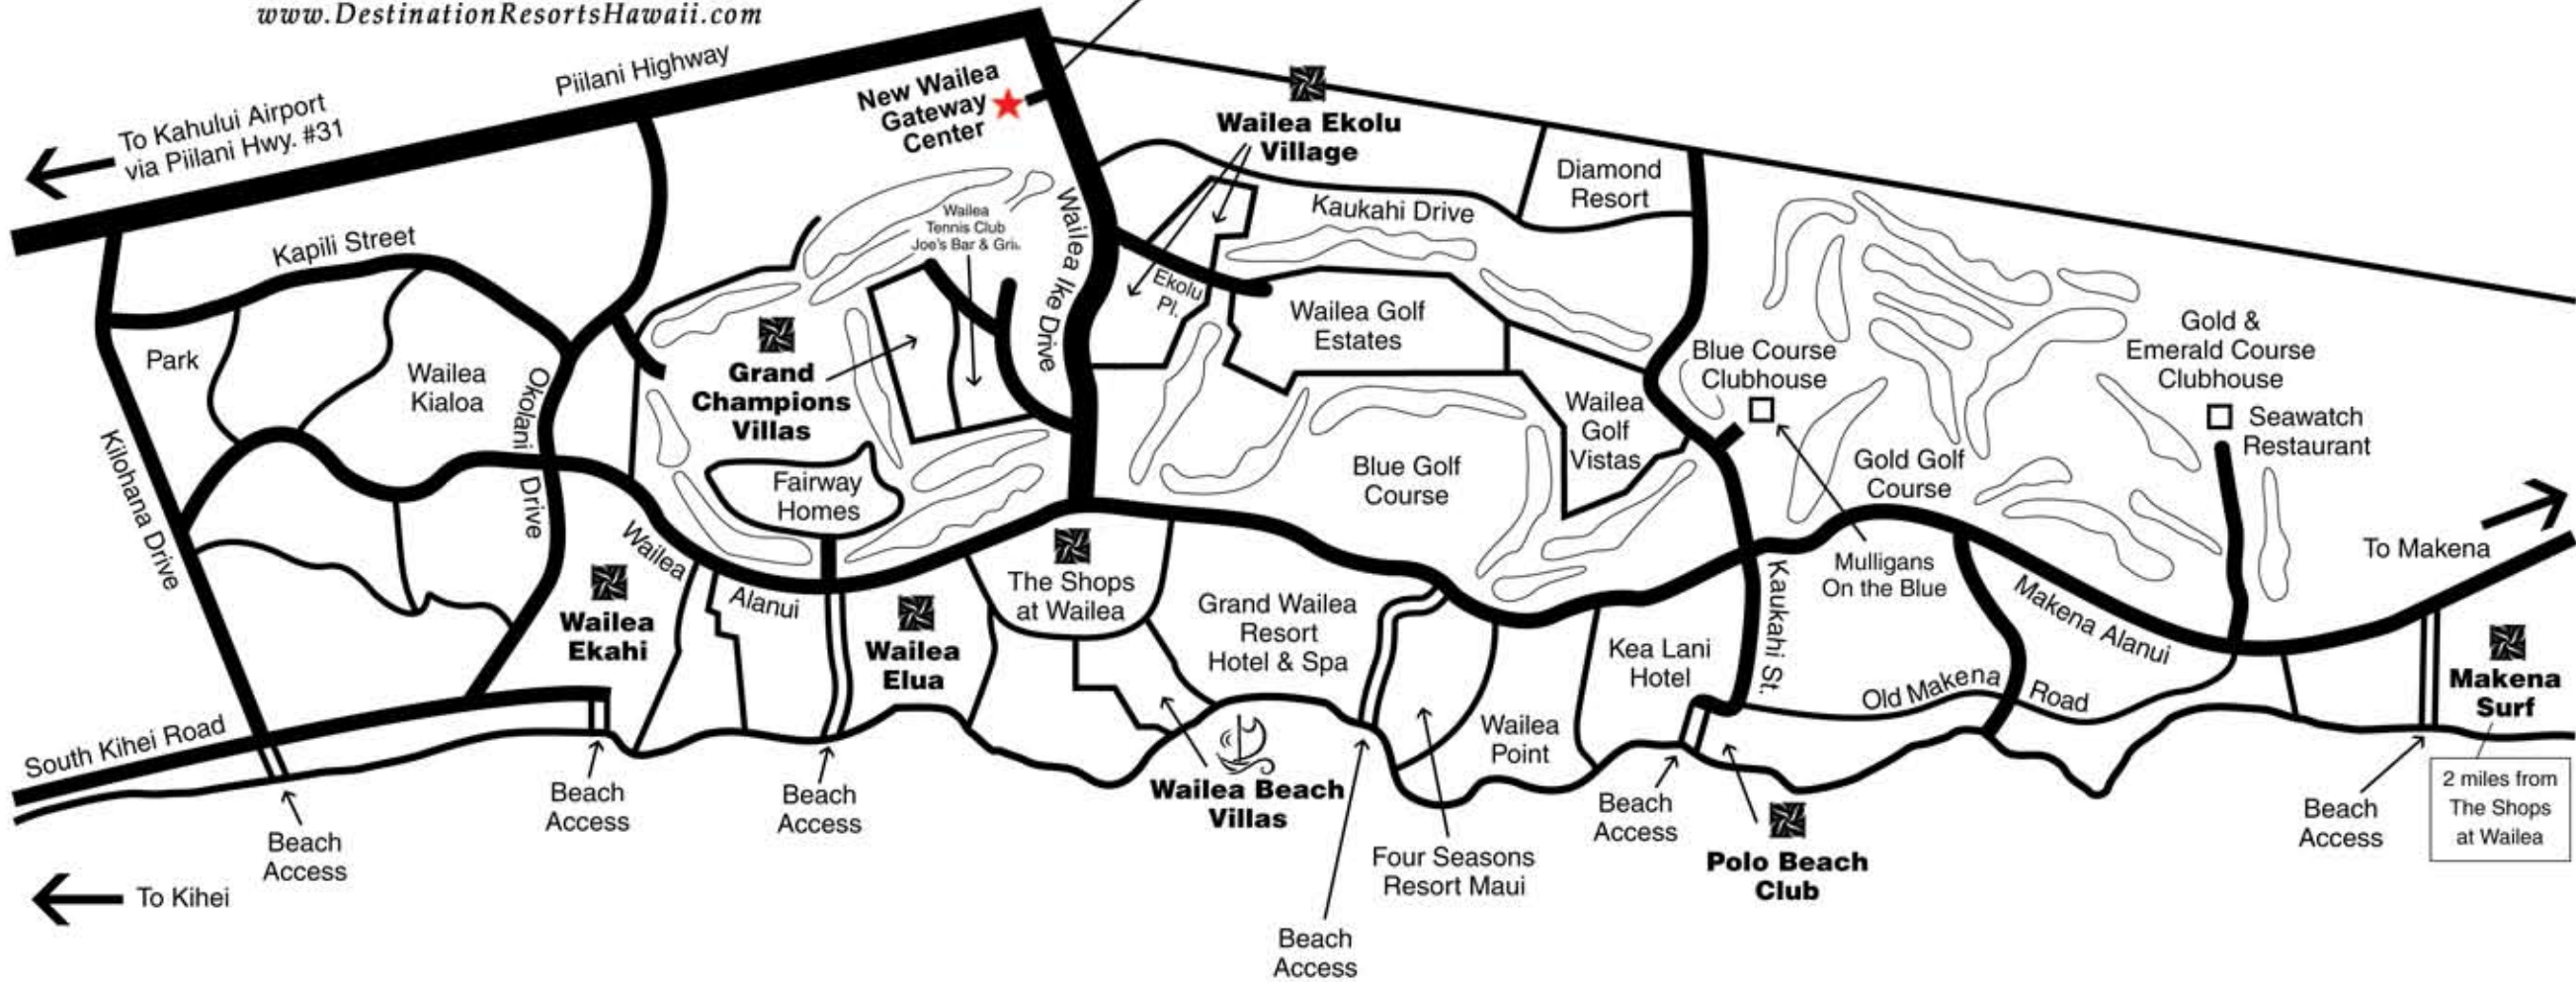 www.DestinationResortsHawaii.com
Piilani Highway
To Kahului Airport
via Piilani Hwy. #31
New Wailea
Gateway
Center
Wailea Ekolu
Village
Diamond
Resort
Kaukahi Drive
Kapili Street
Wailea
Tennis Club
Joe's Bar & Gri
Wailea Ike Drive
Ekolu
Pl.
Wailea Golf
Estates
Park
Wailea
Kialoa
Okolani Drive
Grand
Champions
Villas
Blue Course
Clubhouse
Gold &
Emerald Course
Clubhouse
Seawatch
Restaurant
Wailea
Golf
Vistas
Kilohana Drive
Fairway
Homes
Blue Golf
Course
Gold Golf
Course
To Makena
Wailea Alanui
The Shops
at Wailea
Mulligans
On the Blue
Makena Alanui
Wailea
Ekahi
Wailea
Elua
Grand Wailea
Resort
Hotel & Spa
Kea Lani
Hotel
Kaukahi St.
Old Makena Road
Makena
Surf
South Kihei Road
Wailea
Point
Beach
Access
Beach
Access
Beach
Access
Wailea Beach
Villas
Four Seasons
Resort Maui
Beach
Access
Polo Beach
Club
Beach
Access
2 miles from
The Shops
at Wailea
To Kihei
Beach
Access